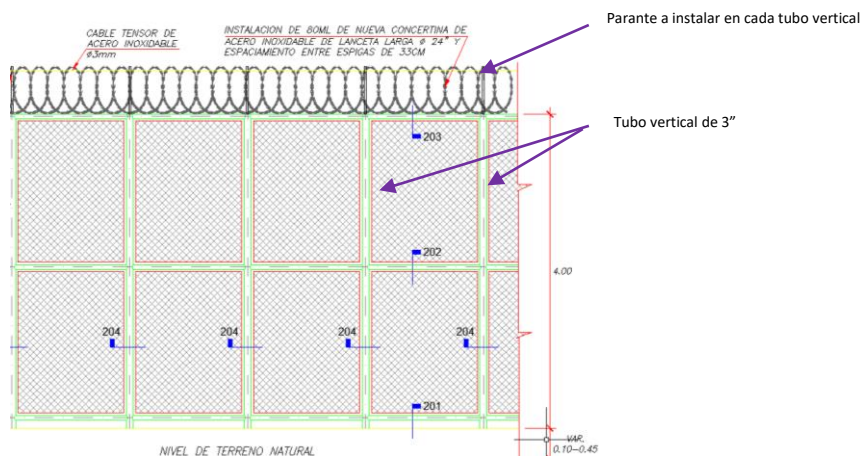 Parante a instalar en cada tubo vertical
CABLE TENSOR DE
ACERO INOXIDABLE
ø3mm
INSTALACION DE 80ML DE NUEVA CONCERTINA DE
ACERO INOXIDABLE DE LANCETA LARGA ø 24" Y
ESPACIAMIENTO ENTRE ESPIGAS DE 33CM
Tubo vertical de 3”
203
202
4.00
204
204
204
204
201
VAR.
0.10-0.45
NIVEL DE TERRENO NATURAL